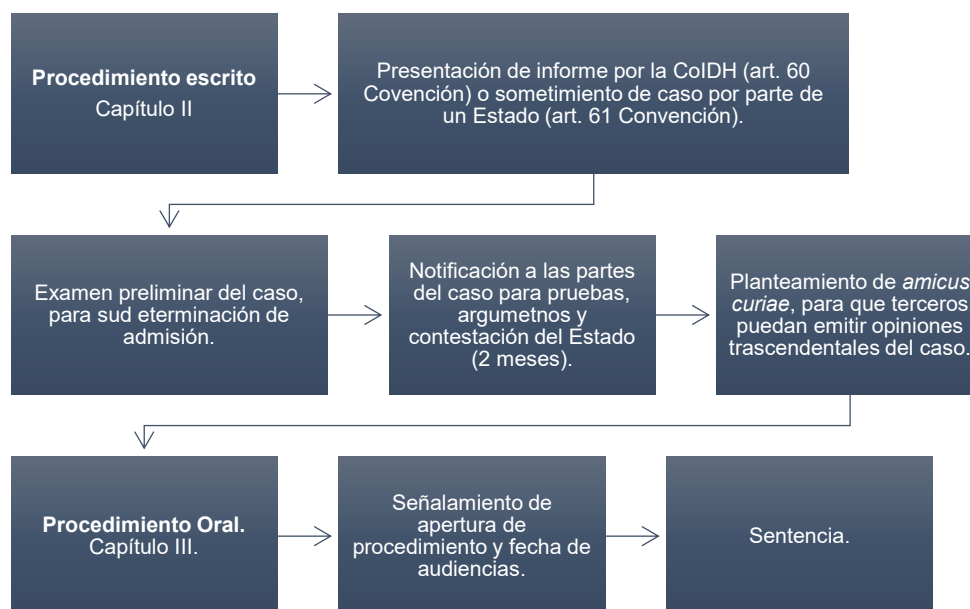 Procedimiento escrito
Capítulo II
Presentación de informe por la CoIDH (art. 60
Covención) o sometimiento de caso por parte de
un Estado (art. 61 Convención).
Examen preliminar del caso,
para sud eterminación de
admisión.
Notificación a las partes
del caso para pruebas,
argumetnos y
contestación del Estado
(2 meses).
Planteamiento de amicus
curiae, para que terceros
puedan emitir opiniones
trascendentales del caso.
Procedimiento Oral.
Capítulo III.
Señalamiento de
apertura de
procedimiento y fecha de
audiencias.
Sentencia.